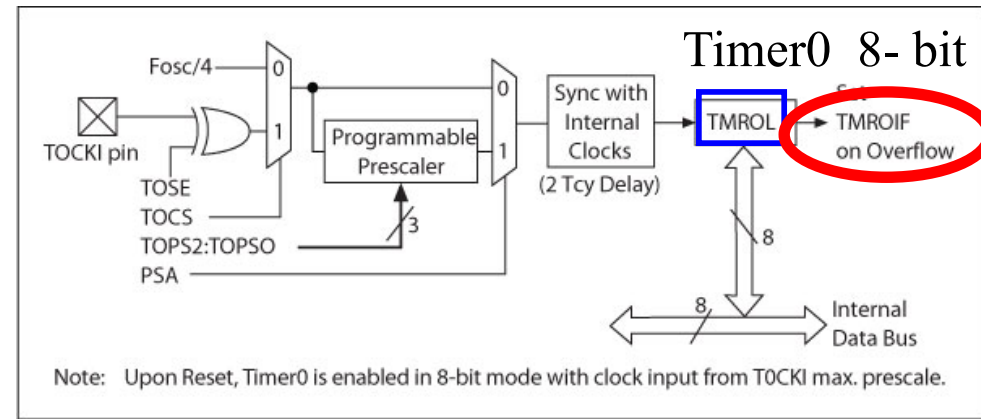 Timer0 8- bit
Fosc/4
0
1
TOCKI pin
TOSE
TOCS
TOPS2:TOPSO
PSA
Programmable
Prescaler
3
0
1
Sync with
Internal
Clocks
(2 Tcy Delay)
TMROL
TMROIF
on Overflow
8
8
Internal
Data Bus
Note: Upon Reset, Timer0 is enabled in 8-bit mode with clock input from T0CKI max. prescale.